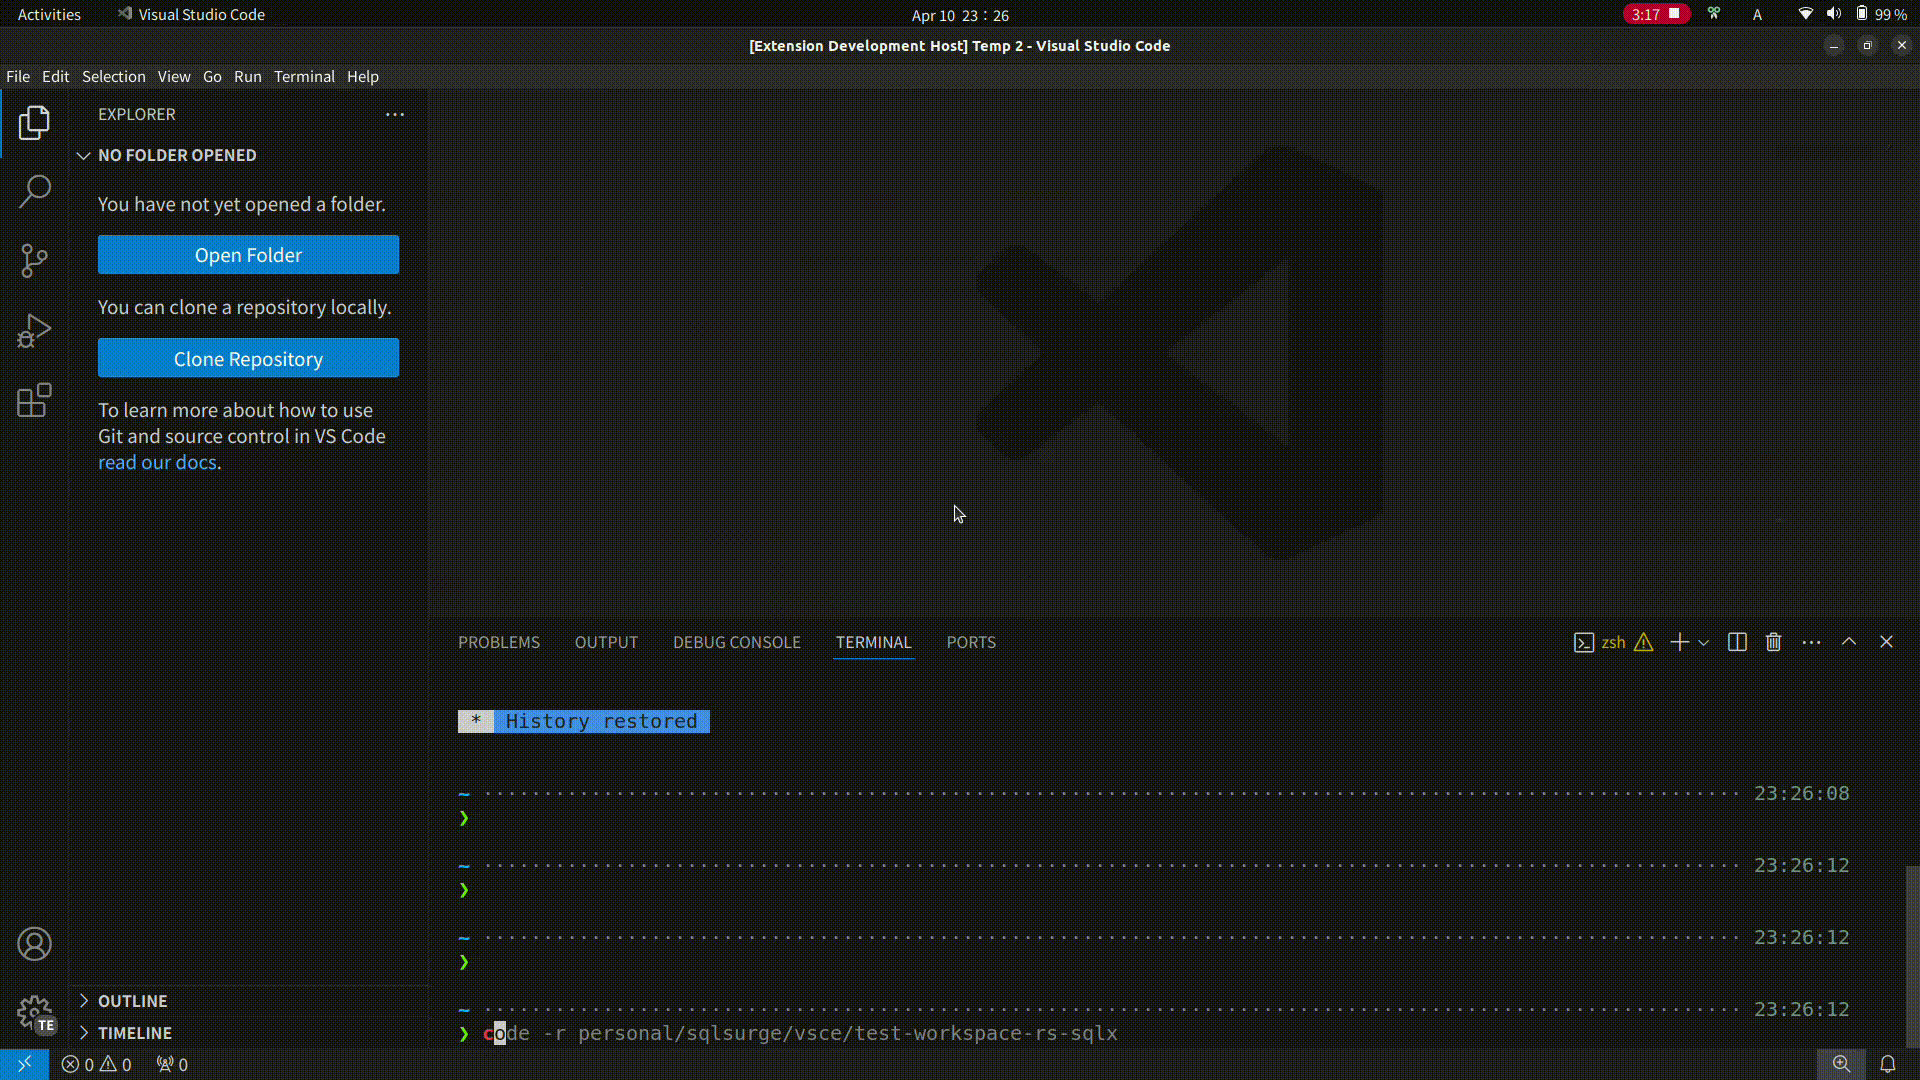 Activities Visual Studio Code Apr 10 23:26 3:17 A 99 %
[Extension Development Host] Temp 2 - Visual Studio Code
File Edit Selection View Go Run Terminal Help
EXPLORER
NO FOLDER OPENED
You have not yet opened a folder.
Open Folder
You can clone a repository locally.
Clone Repository
To learn more about how to use
Git and source control in VS Code
read our docs.
OUTLINE
TIMELINE
TE
PROBLEMS OUTPUT DEBUG CONSOLE TERMINAL PORTS zsh
* History restored
~ 23:26:08
❯
~ 23:26:12
❯
~ 23:26:12
❯
~ 23:26:12
❯ code -r personal/sqlsurge/vsce/test-workspace-rs-sqlx
0 0 0